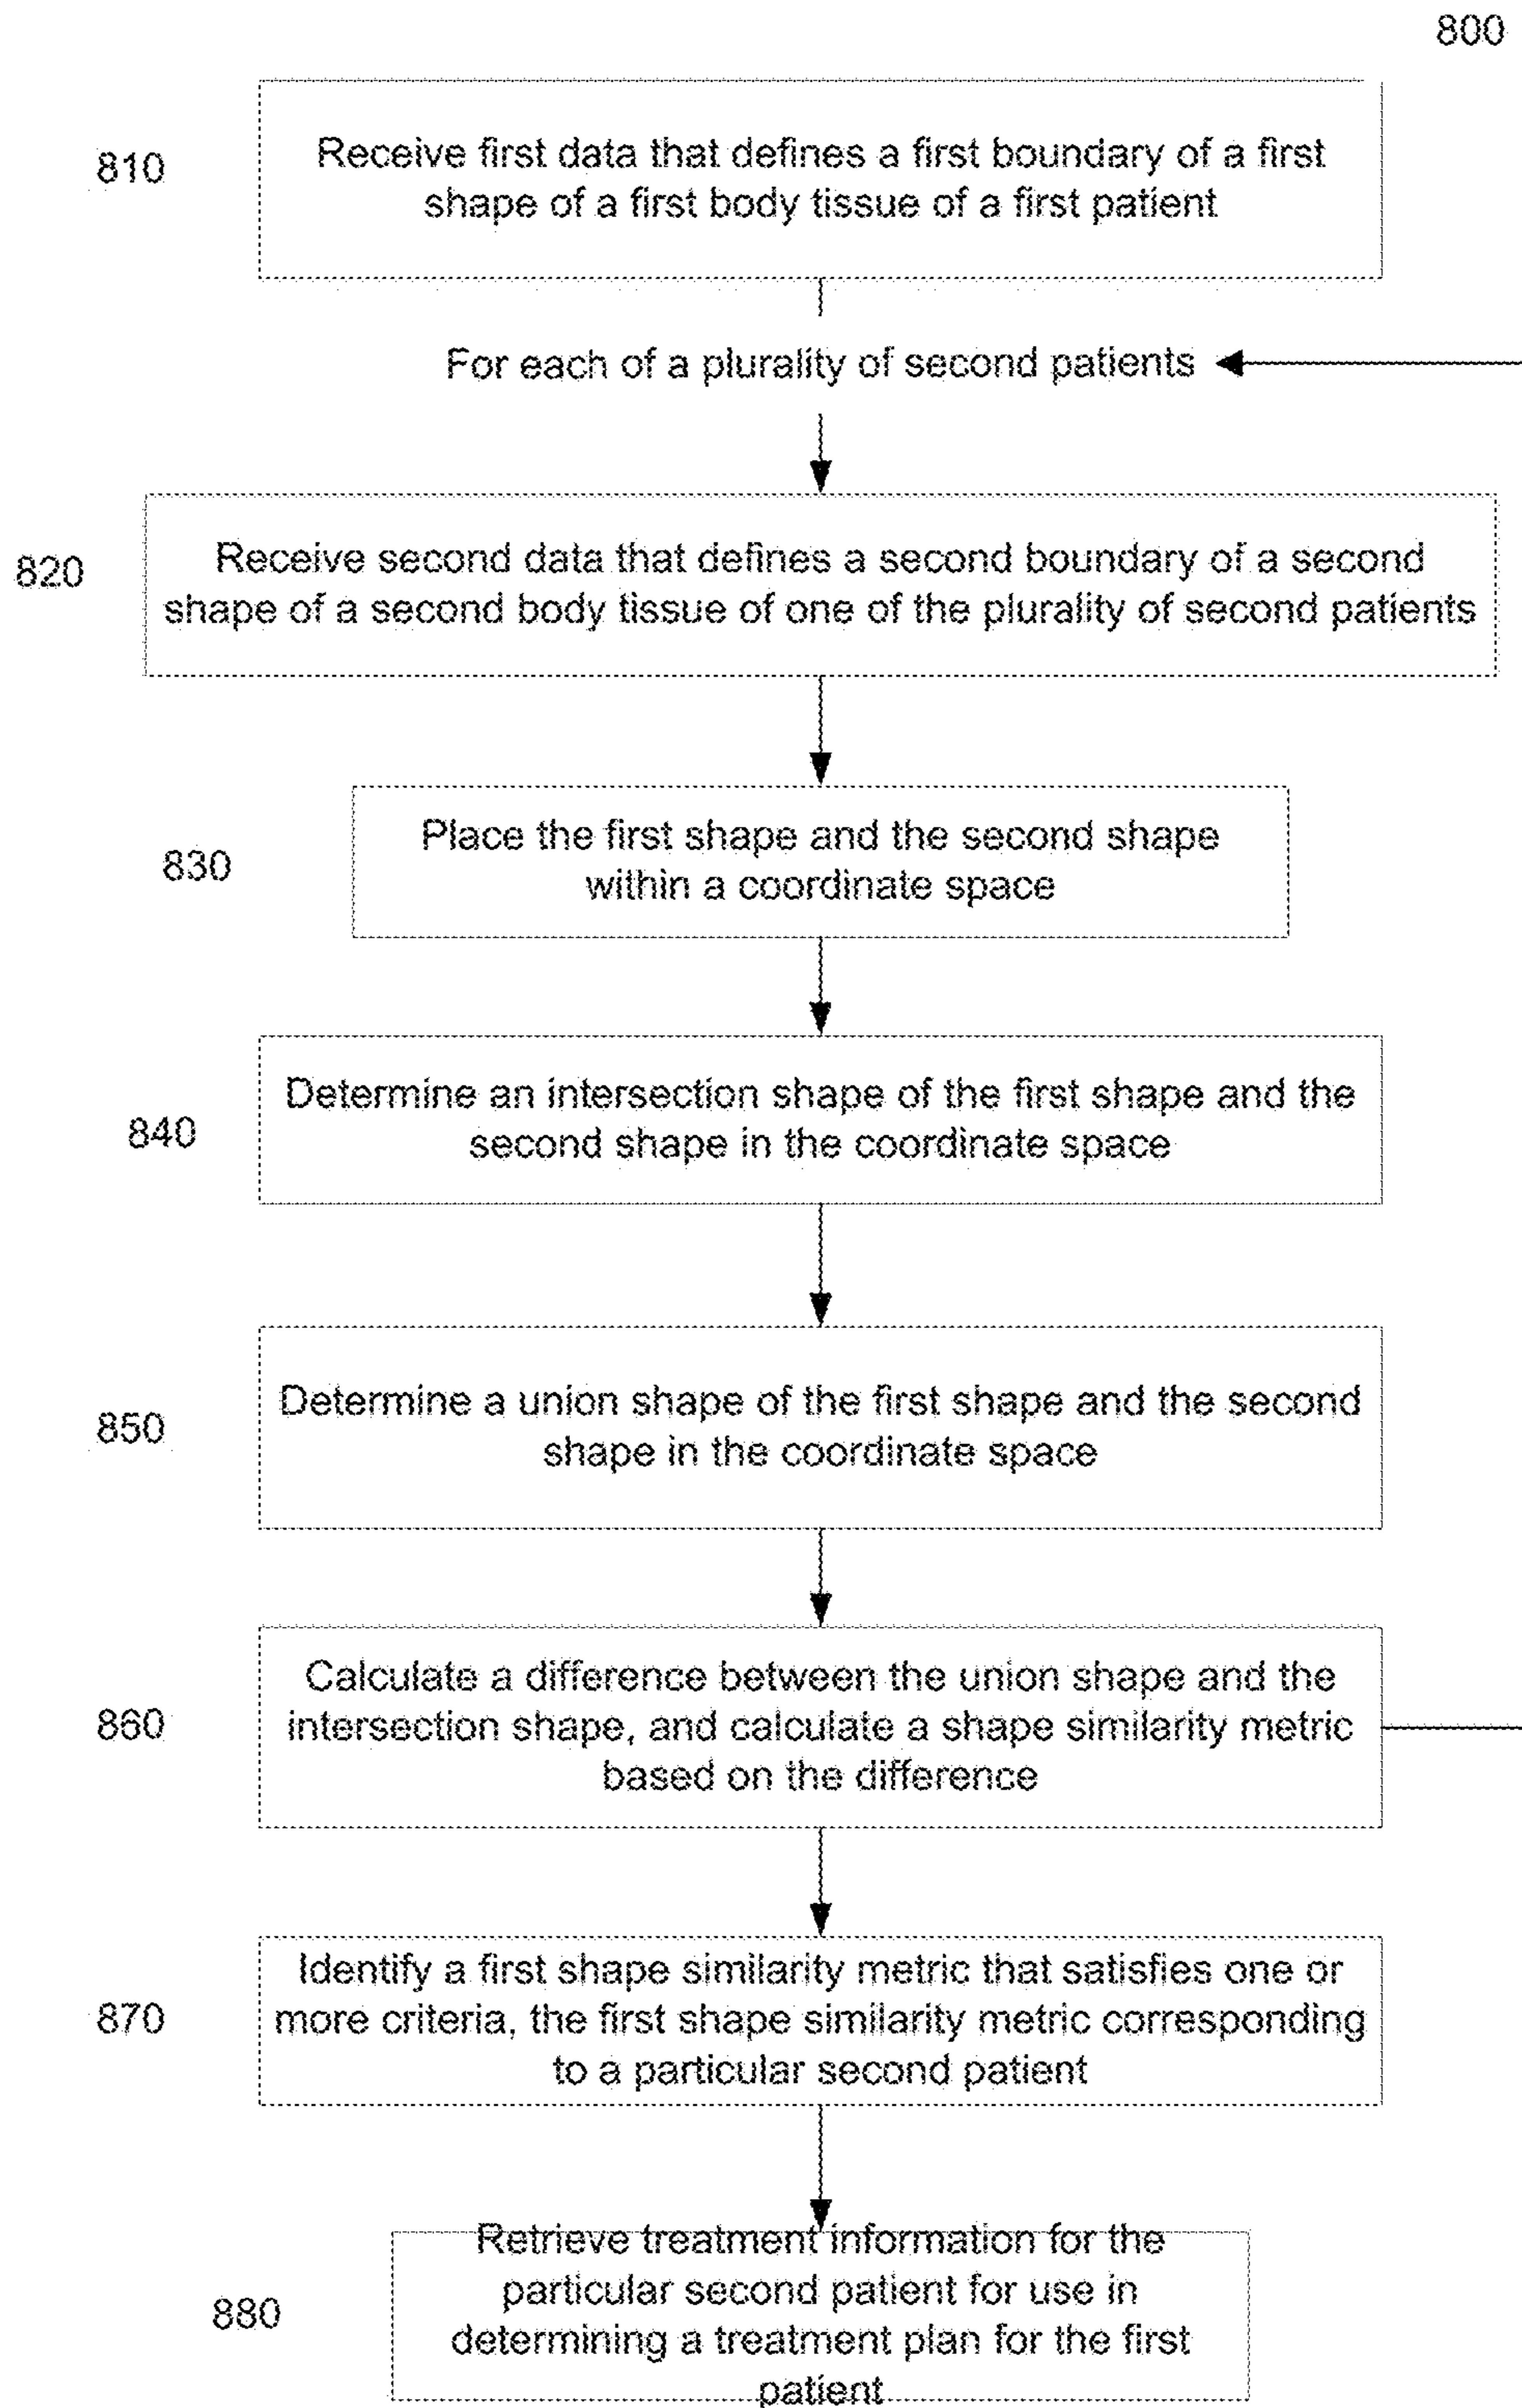 800
810
Receive first data that defines a first boundary of a first
shape of a first body tissue of a first patient
For each of a plurality of second patients
820
Receive second data that defines a second boundary of a second
shape of a second body tissue of one of the plurality of second patients
830
Place the first shape and the second shape
within a coordinate space
840
Determine an intersection shape of the first shape and the
second shape in the coordinate space
850
Determine a union shape of the first shape and the second
shape in the coordinate space
860
Calculate a difference between the union shape and the
intersection shape, and calculate a shape similarity metric
based on the difference
870
Identify a first shape similarity metric that satisfies one or
more criteria, the first shape similarity metric corresponding
to a particular second patient
880
Retrieve treatment information for the
particular second patient for use in
determining a treatment plan for the first
patient